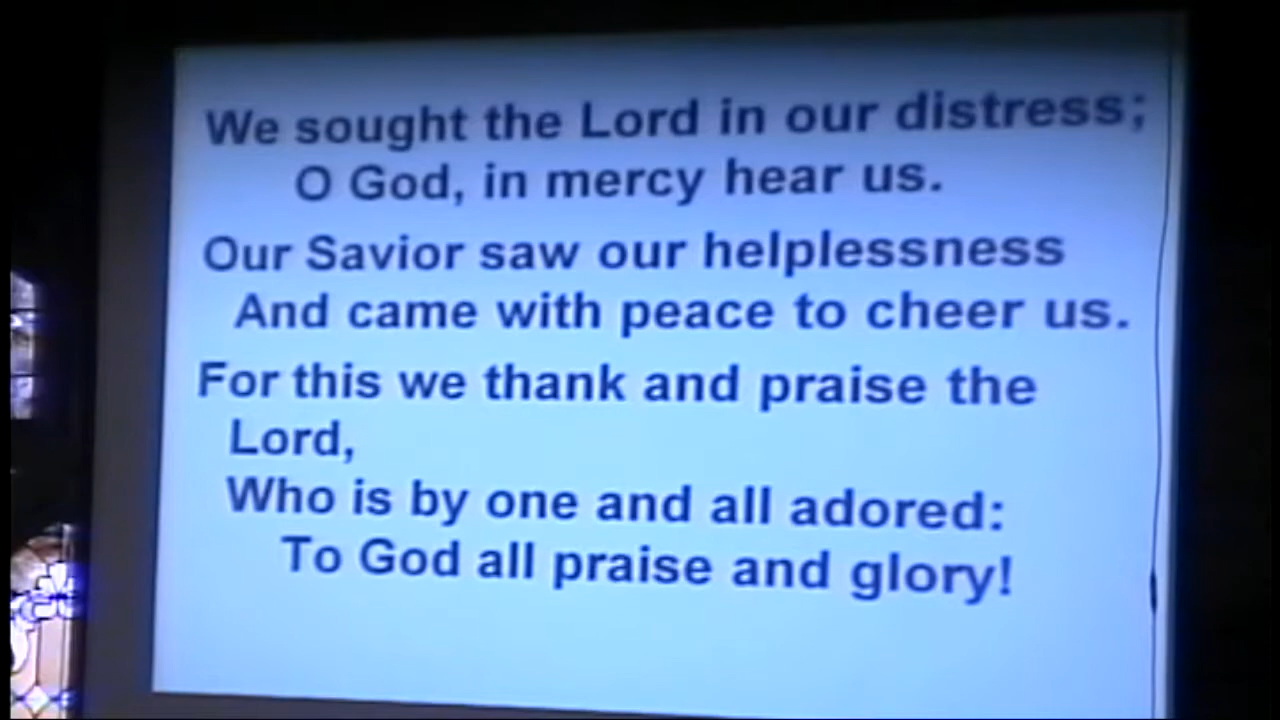 We sought the Lord in our distress;
O God, in mercy hear us.
Our Savior saw our helplessness
And came with peace to cheer us.
For this we thank and praise the
Lord,
Who is by one and all adored:
To God all praise and glory!